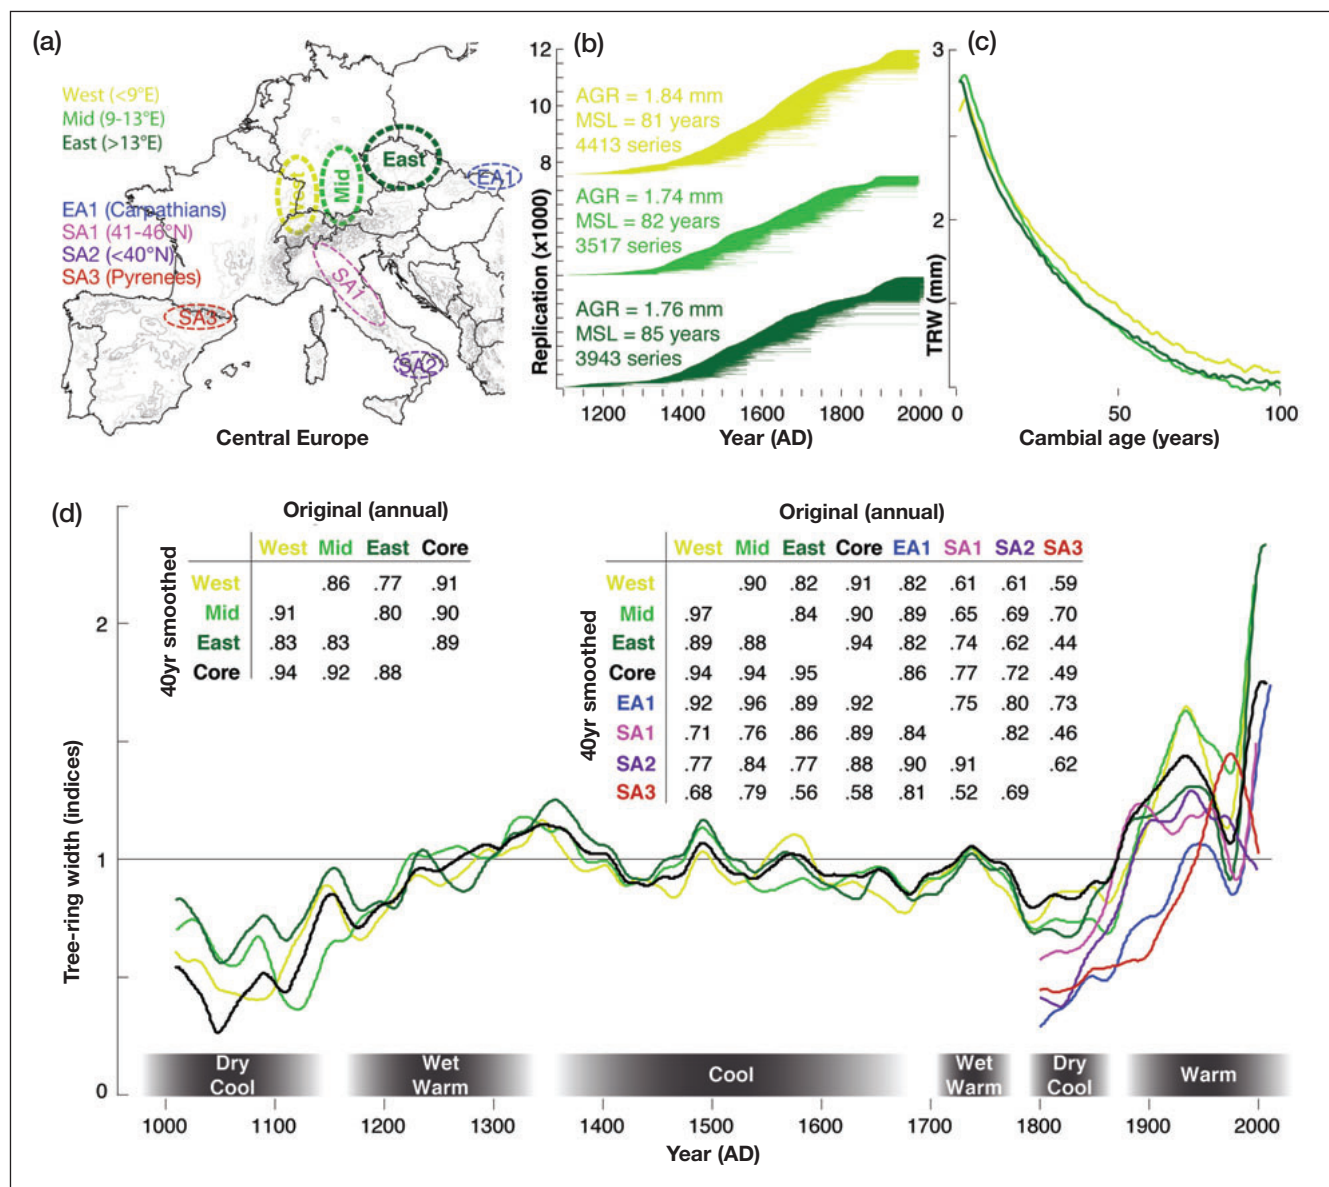 (a)
West (<9°E)
Mid (9-13°E)
East (>13°E)
EA1 (Carpathians)
SA1 (41-46°N)
SA2 (<40°N)
SA3 (Pyrenees)
Mid
East
EA1
SA1
SA2
SA3
Central Europe
(b)
Replication (x1000)
12
10
8
AGR = 1.84 mm
MSL = 81 years
4413 series
AGR = 1.74 mm
MSL = 82 years
3517 series
AGR = 1.76 mm
MSL = 85 years
3943 series
1200 1400 1600 1800 2000
Year (AD)
(c)
TRW (mm)
3
2
1
0 50 100
Cambial age (years)
(d)
Original (annual)
40yr smoothed
West Mid East Core
West .86 .77 .91
Mid .91 .80 .90
East .83 .83 .89
Core .94 .92 .88
Original (annual)
40yr smoothed
West Mid East Core EA1 SA1 SA2 SA3
West .90 .82 .91 .82 .61 .61 .59
Mid .97 .84 .90 .89 .65 .69 .70
East .89 .88 .94 .82 .74 .62 .44
Core .94 .94 .95 .86 .77 .72 .49
EA1 .92 .96 .89 .92 .75 .80 .73
SA1 .71 .76 .86 .89 .84 .82 .46
SA2 .77 .84 .77 .88 .90 .91 .62
SA3 .68 .79 .56 .58 .81 .52 .69
Tree-ring width (indices)
2
1
0
Dry
Cool
Wet
Warm
Cool
Wet
Warm
Dry
Cool
Warm
1000 1100 1200 1300 1400 1500 1600 1700 1800 1900 2000
Year (AD)